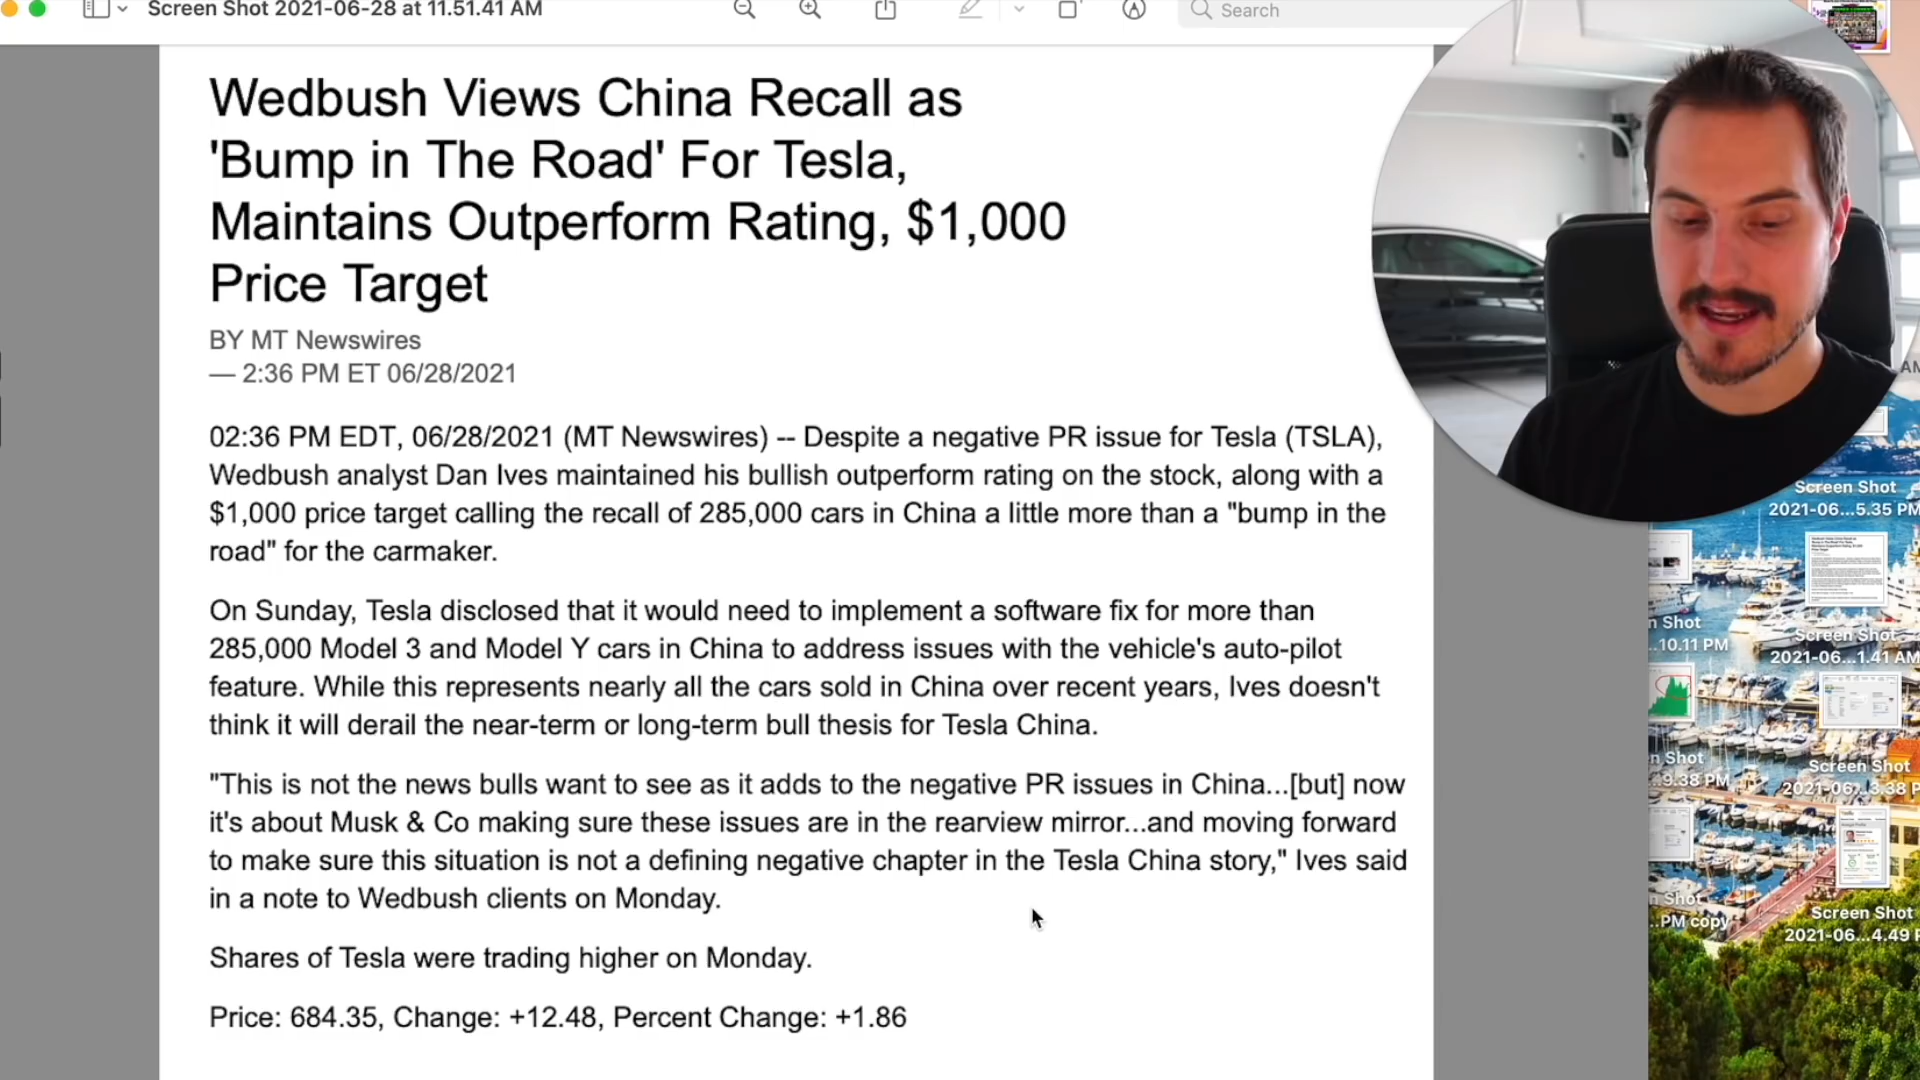 Screen Shot 2021-06-28 at 11.51.41 AM
Search
Wedbush Views China Recall as
'Bump in The Road' For Tesla,
Maintains Outperform Rating, $1,000
Price Target
BY MT Newswires
— 2:36 PM ET 06/28/2021
02:36 PM EDT, 06/28/2021 (MT Newswires) -- Despite a negative PR issue for Tesla (TSLA),
Wedbush analyst Dan Ives maintained his bullish outperform rating on the stock, along with a
$1,000 price target calling the recall of 285,000 cars in China a little more than a "bump in the
road" for the carmaker.
On Sunday, Tesla disclosed that it would need to implement a software fix for more than
285,000 Model 3 and Model Y cars in China to address issues with the vehicle's auto-pilot
feature. While this represents nearly all the cars sold in China over recent years, Ives doesn't
think it will derail the near-term or long-term bull thesis for Tesla China.
"This is not the news bulls want to see as it adds to the negative PR issues in China...[but] now
it's about Musk & Co making sure these issues are in the rearview mirror...and moving forward
to make sure this situation is not a defining negative chapter in the Tesla China story," Ives said
in a note to Wedbush clients on Monday.
Shares of Tesla were trading higher on Monday.
Price: 684.35, Change: +12.48, Percent Change: +1.86
AM
Screen Shot
2021-06...5.35 PM
n Shot
...10.11 PM
Screen Shot
2021-06...1.41 AM
n Shot
...9.38 PM
Screen Shot
2021-06...3.38 P
n Shot
...PM copy
Screen Shot
2021-06...4.49 P